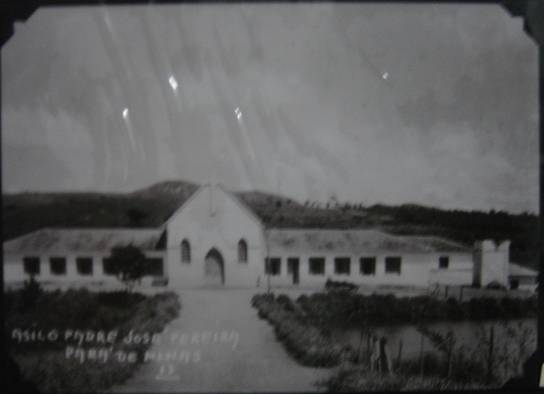 ASILO PADRE JOSÉ PEREIRA
PARÁ DE MINAS
13